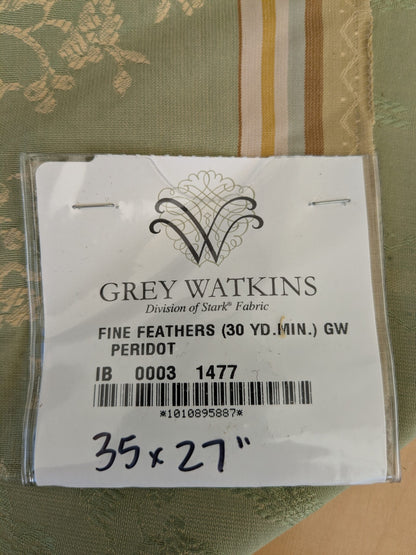 GREY WATKINS
Division of Stark® Fabric
FINE FEATHERS (30 YD.MIN.) GW
PERIDOT
IB 0003 1477
*1010895887*
35 x 27"